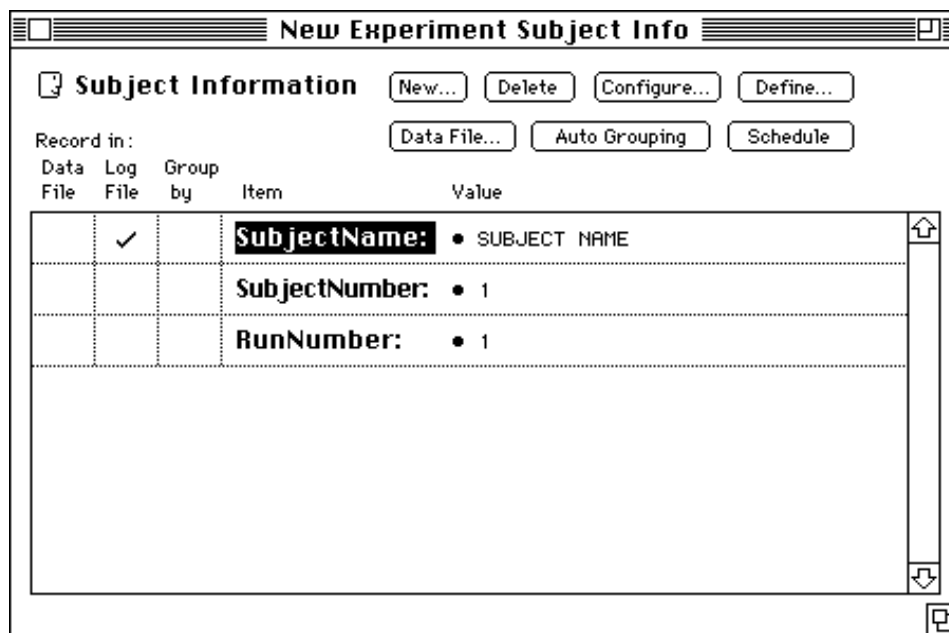 New Experiment Subject Info
Subject Information New... Delete Configure... Define...
Data File... Auto Grouping Schedule
Record in:
Data Log Group
File File by Item Value
✓ SubjectName: • SUBJECT NAME
SubjectNumber: • 1
RunNumber: • 1